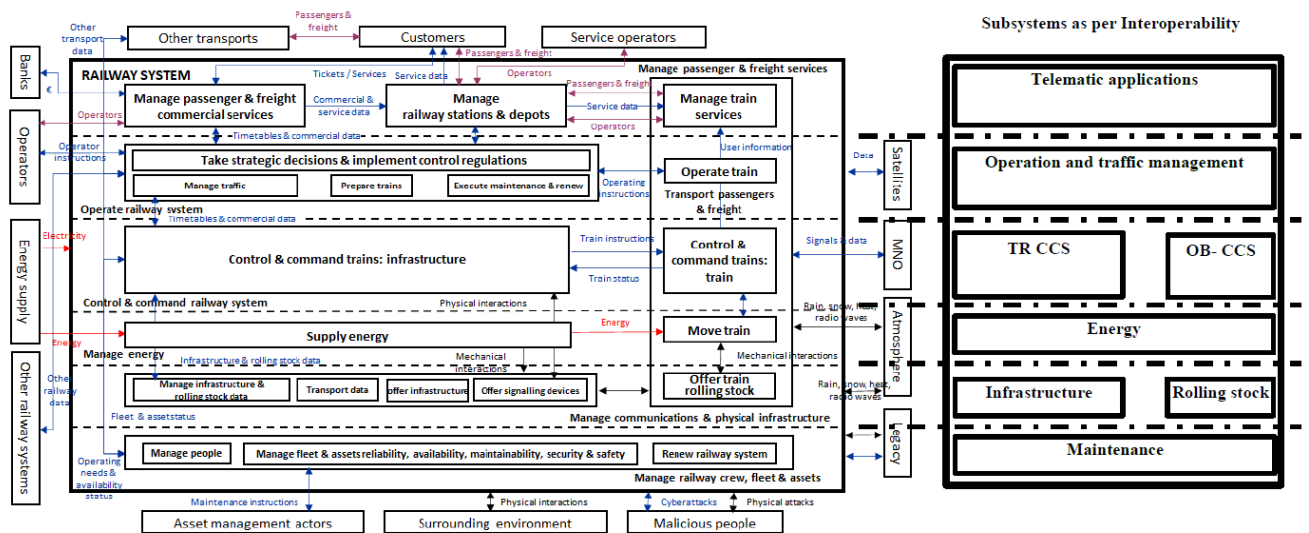 Subsystems as per Interoperability
Other
transport
data
Passengers &
freight
Other transports
Customers
Service operators
Passengers & freight
Banks
€
RAILWAY SYSTEM
Tickets / Services
Service data
Operators
Manage passenger & freight services
Passengers & freight
Telematic applications
Manage passenger & freight
commercial services
Commercial &
service data
Manage
railway stations & depots
Service data
Manage train
services
Operators
Operators
Operators
Operator
instructions
Timetables & commercial data
User information
Take strategic decisions & implement control regulations
Manage traffic
Prepare trains
Execute maintenance & renew
Operating
instructions
Operate train
Transport passengers
& freight
Data
Satellites
Operation and traffic management
Operate railway system
Timetables & commercial data
Energy supply
Electricity
Control & command trains: infrastructure
Train instructions
Train status
Control &
command trains:
train
Signals & data
MNO
TR CCS
OB- CCS
Control & command railway system
Physical interactions
Supply energy
Energy
Move train
Rain, snow, heat,
radio waves
Atmosphere
Energy
Energy
Manage energy
Infrastructure & rolling stock data
Mechanical
interactions
Mechanical interactions
Other railway systems
Other
railway
data
Manage infrastructure &
rolling stock data
Transport data
offer infrastructure
Offer signalling devices
Offer train
rolling stock
Rain, snow, heat,
radio waves
Infrastructure
Rolling stock
Fleet & assetstatus
Manage communications & physical infrastructure
Legacy
Maintenance
Manage people
Manage fleet & assets reliability, availability, maintainability, security & safety
Renew railway system
Operating
needs &
availability
status
Manage railway crew, fleet & assets
Maintenance instructions
Physical interactions
Cyberattacks
Physical attacks
Asset management actors
Surrounding environment
Malicious people